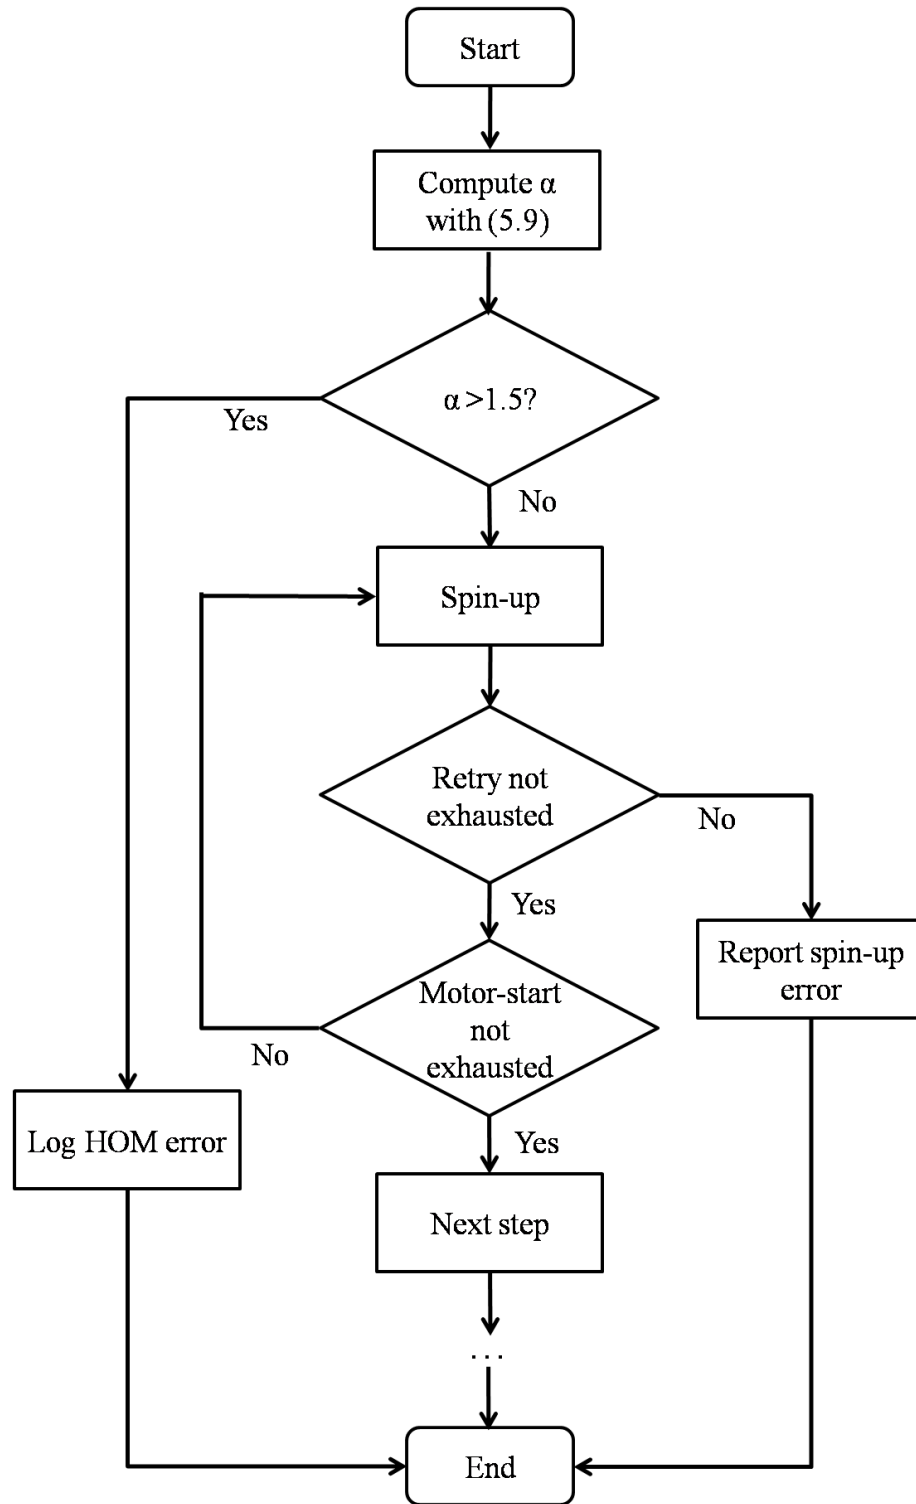 Start
Compute α
with (5.9)
α >1.5?
Yes
No
Spin-up
Retry not
exhausted
No
Yes
Report spin-up
error
Motor-start
not
exhausted
No
Yes
Log HOM error
Next step
...
End